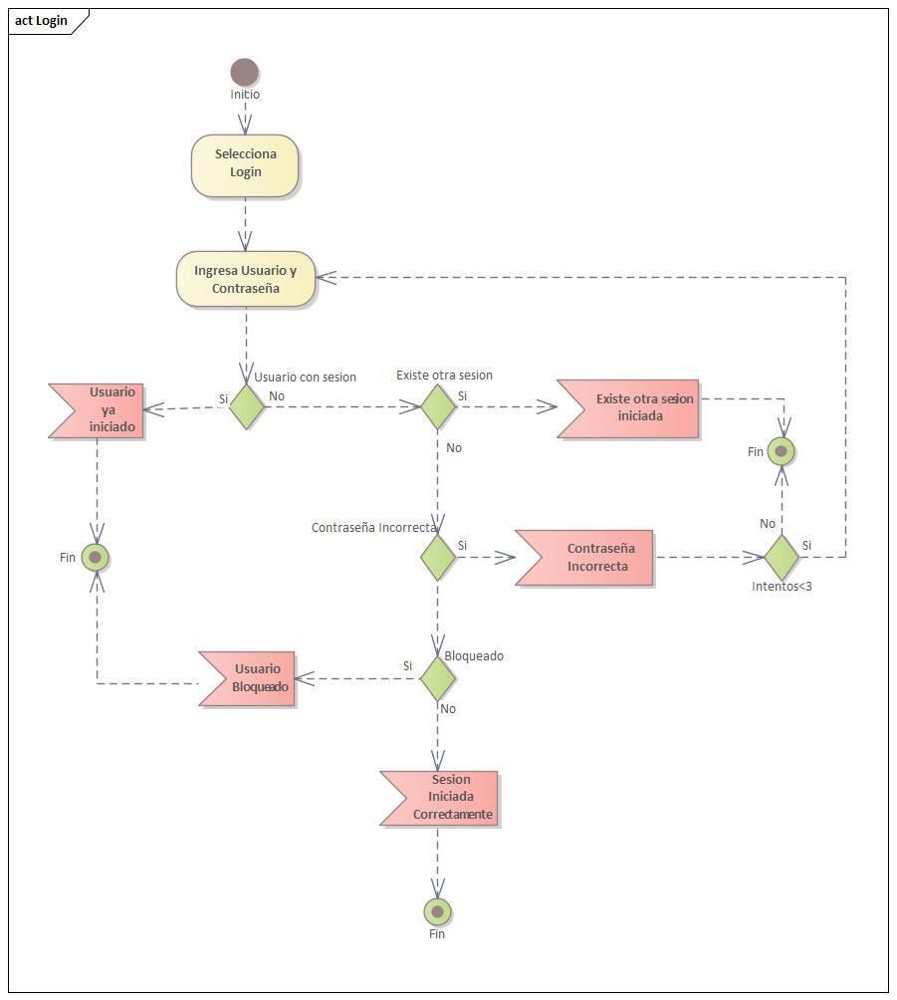 act Login
Inicio
Selecciona
Login
Ingresa Usuario y
Contraseña
Usuario con sesion
Existe otra sesion
Usuario
ya
iniciado
Si
No
Si
Existe otra sesion
iniciada
No
Fin
Contraseña Incorrecta
Si
Contraseña
Incorrecta
No
Si
Intentos<3
Fin
Usuario
Bloqueado
Si
Bloqueado
No
Sesion
Iniciada
Correctamente
Fin